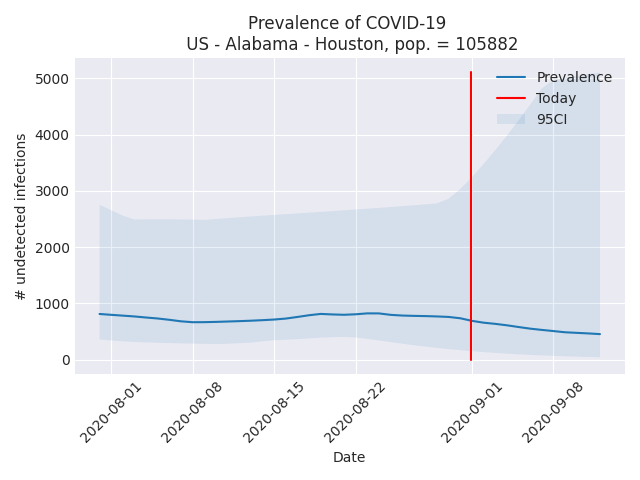 Prevalence of COVID-19
US - Alabama - Houston, pop. = 105882
# undetected infections
5000
4000
3000
2000
1000
0
Prevalence
Today
95CI
2020-08-01
2020-08-08
2020-08-15
2020-08-22
2020-09-01
2020-09-08
Date